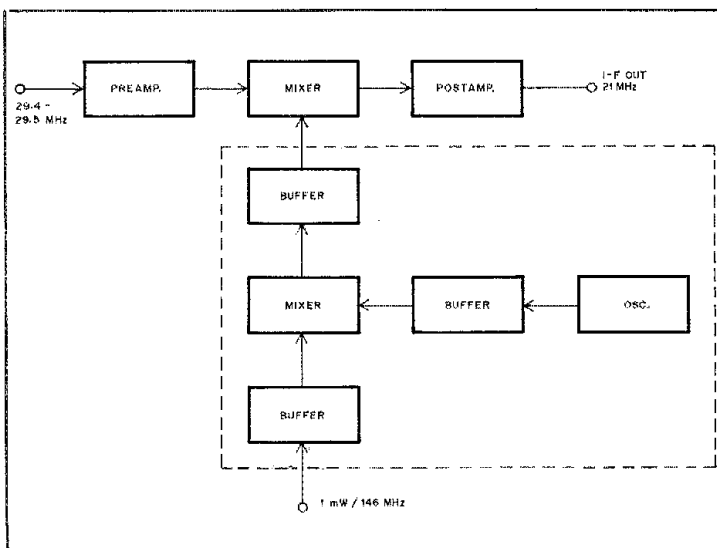 PREAMP.
MIXER
POSTAMP.
I-F OUT
21 MHz
29.4 -
29.5 MHz
BUFFER
MIXER
BUFFER
OSC.
BUFFER
1 mW / 146 MHz